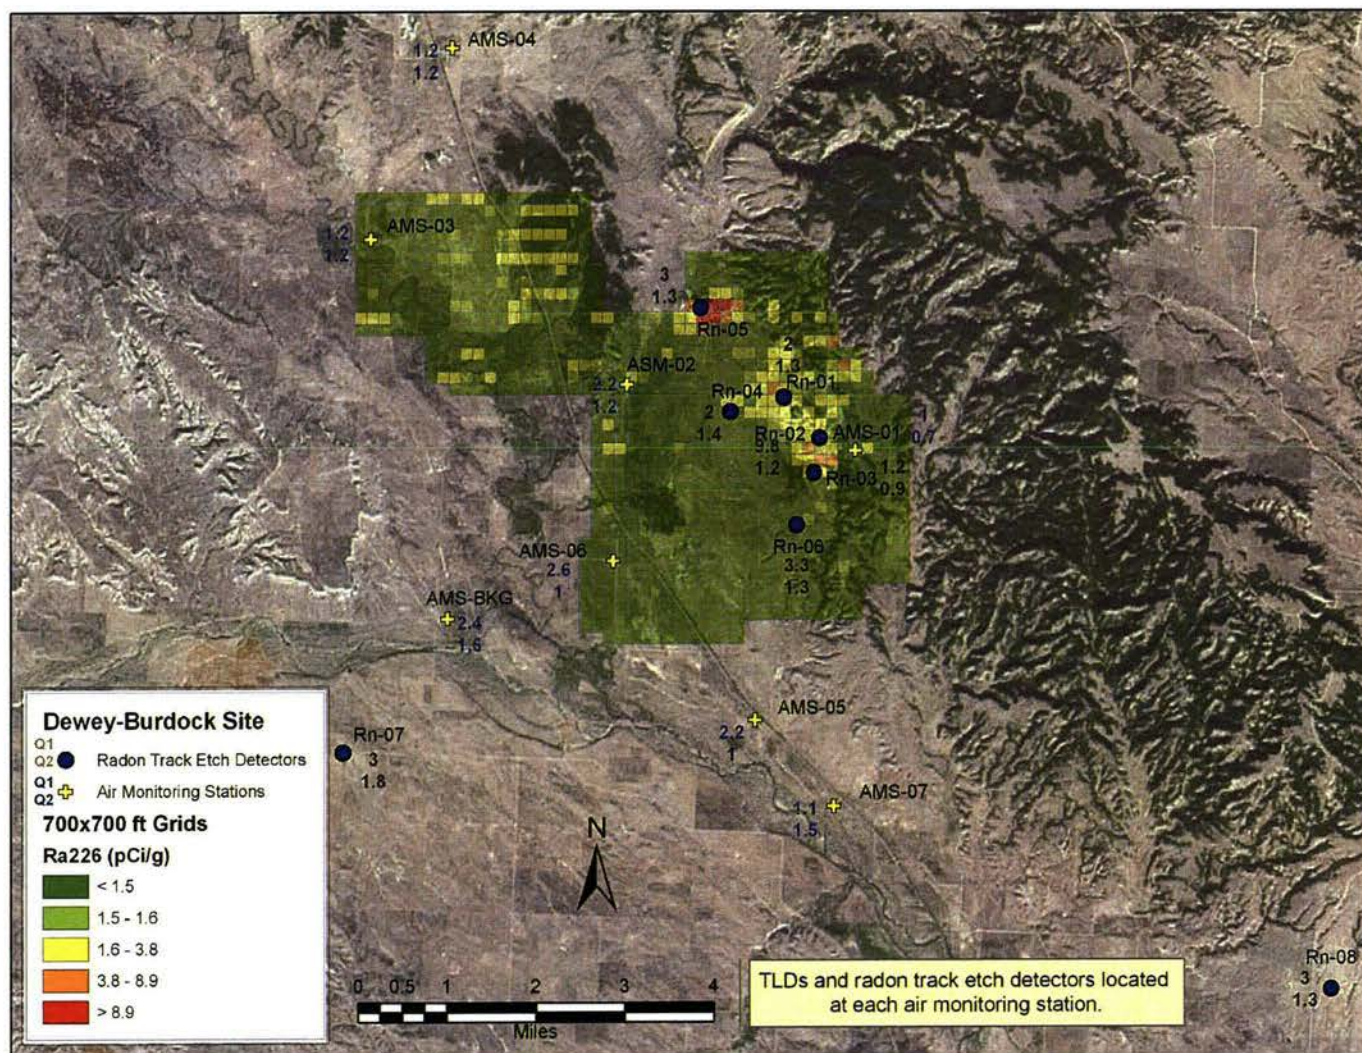 AMS-04
1.2
1.2
1.2
AMS-03
1.2
3
1.3
Rn-05
2
1.3
ASM-02
2.2
1.2
Rn-04
2
1.4
Rn-01
Rn-02
1.2
AMS-01
1
0.7
1.2
Rn-03
0.9
Rn-06
3.3
1.3
AMS-06
2.6
1
AMS-BKG
2.4
1.6
AMS-05
2.2
1
Rn-07
3
1.8
AMS-07
1.1
1.5
Rn-08
3
1.3
Dewey-Burdock Site
Q1
Q2 Radon Track Etch Detectors
Q1
Q2 Air Monitoring Stations
700x700 ft Grids
Ra226 (pCi/g)
< 1.5
1.5 - 1.6
1.6 - 3.8
3.8 - 8.9
> 8.9
N
0 0.5 1 2 3 4
Miles
TLDs and radon track etch detectors located
at each air monitoring station.